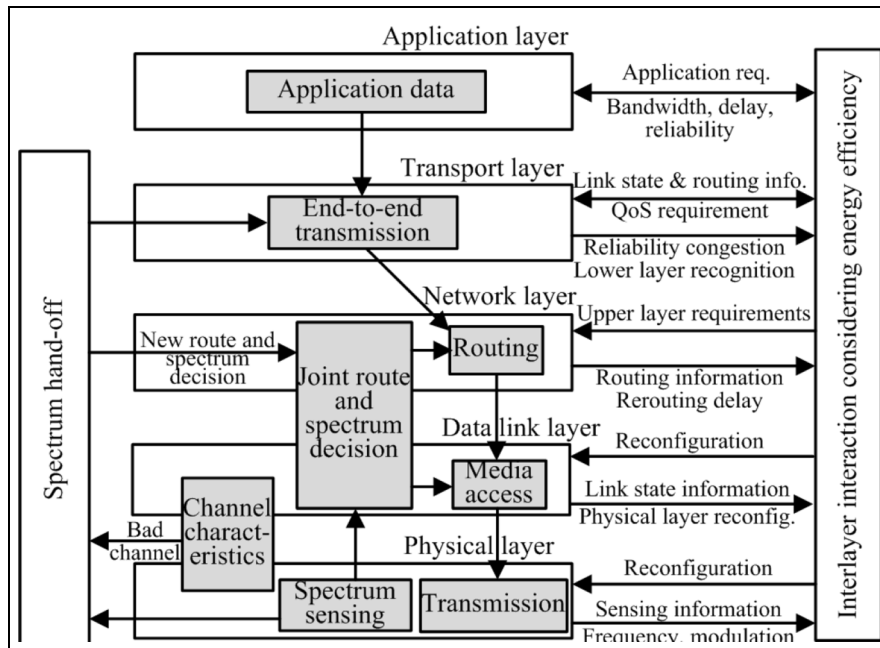 Application layer
Application data
Application req.
Bandwidth, delay,
reliability
Transport layer
End-to-end
transmission
Link state & routing info.
QoS requirement
Reliability congestion
Lower layer recognition
Network layer
New route and
spectrum
decision
Joint route
and
spectrum
decision
Routing
Upper layer requirements
Routing information
Rerouting delay
Data link layer
Media
access
Reconfiguration
Link state information
Physical layer reconfig.
Channel
charact-
eristics
Bad
channel
Physical layer
Spectrum
sensing
Transmission
Reconfiguration
Sensing information
Frequency, modulation
Spectrum hand-off
Interlayer interaction considering energy efficiency